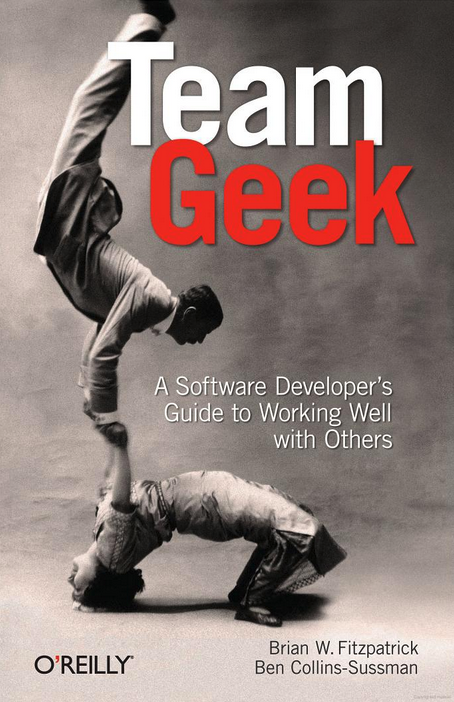 Team
Geek
A Software Developer's
Guide to Working Well
with Others
Brian W. Fitzpatrick
Ben Collins-Sussman
O'REILLY®